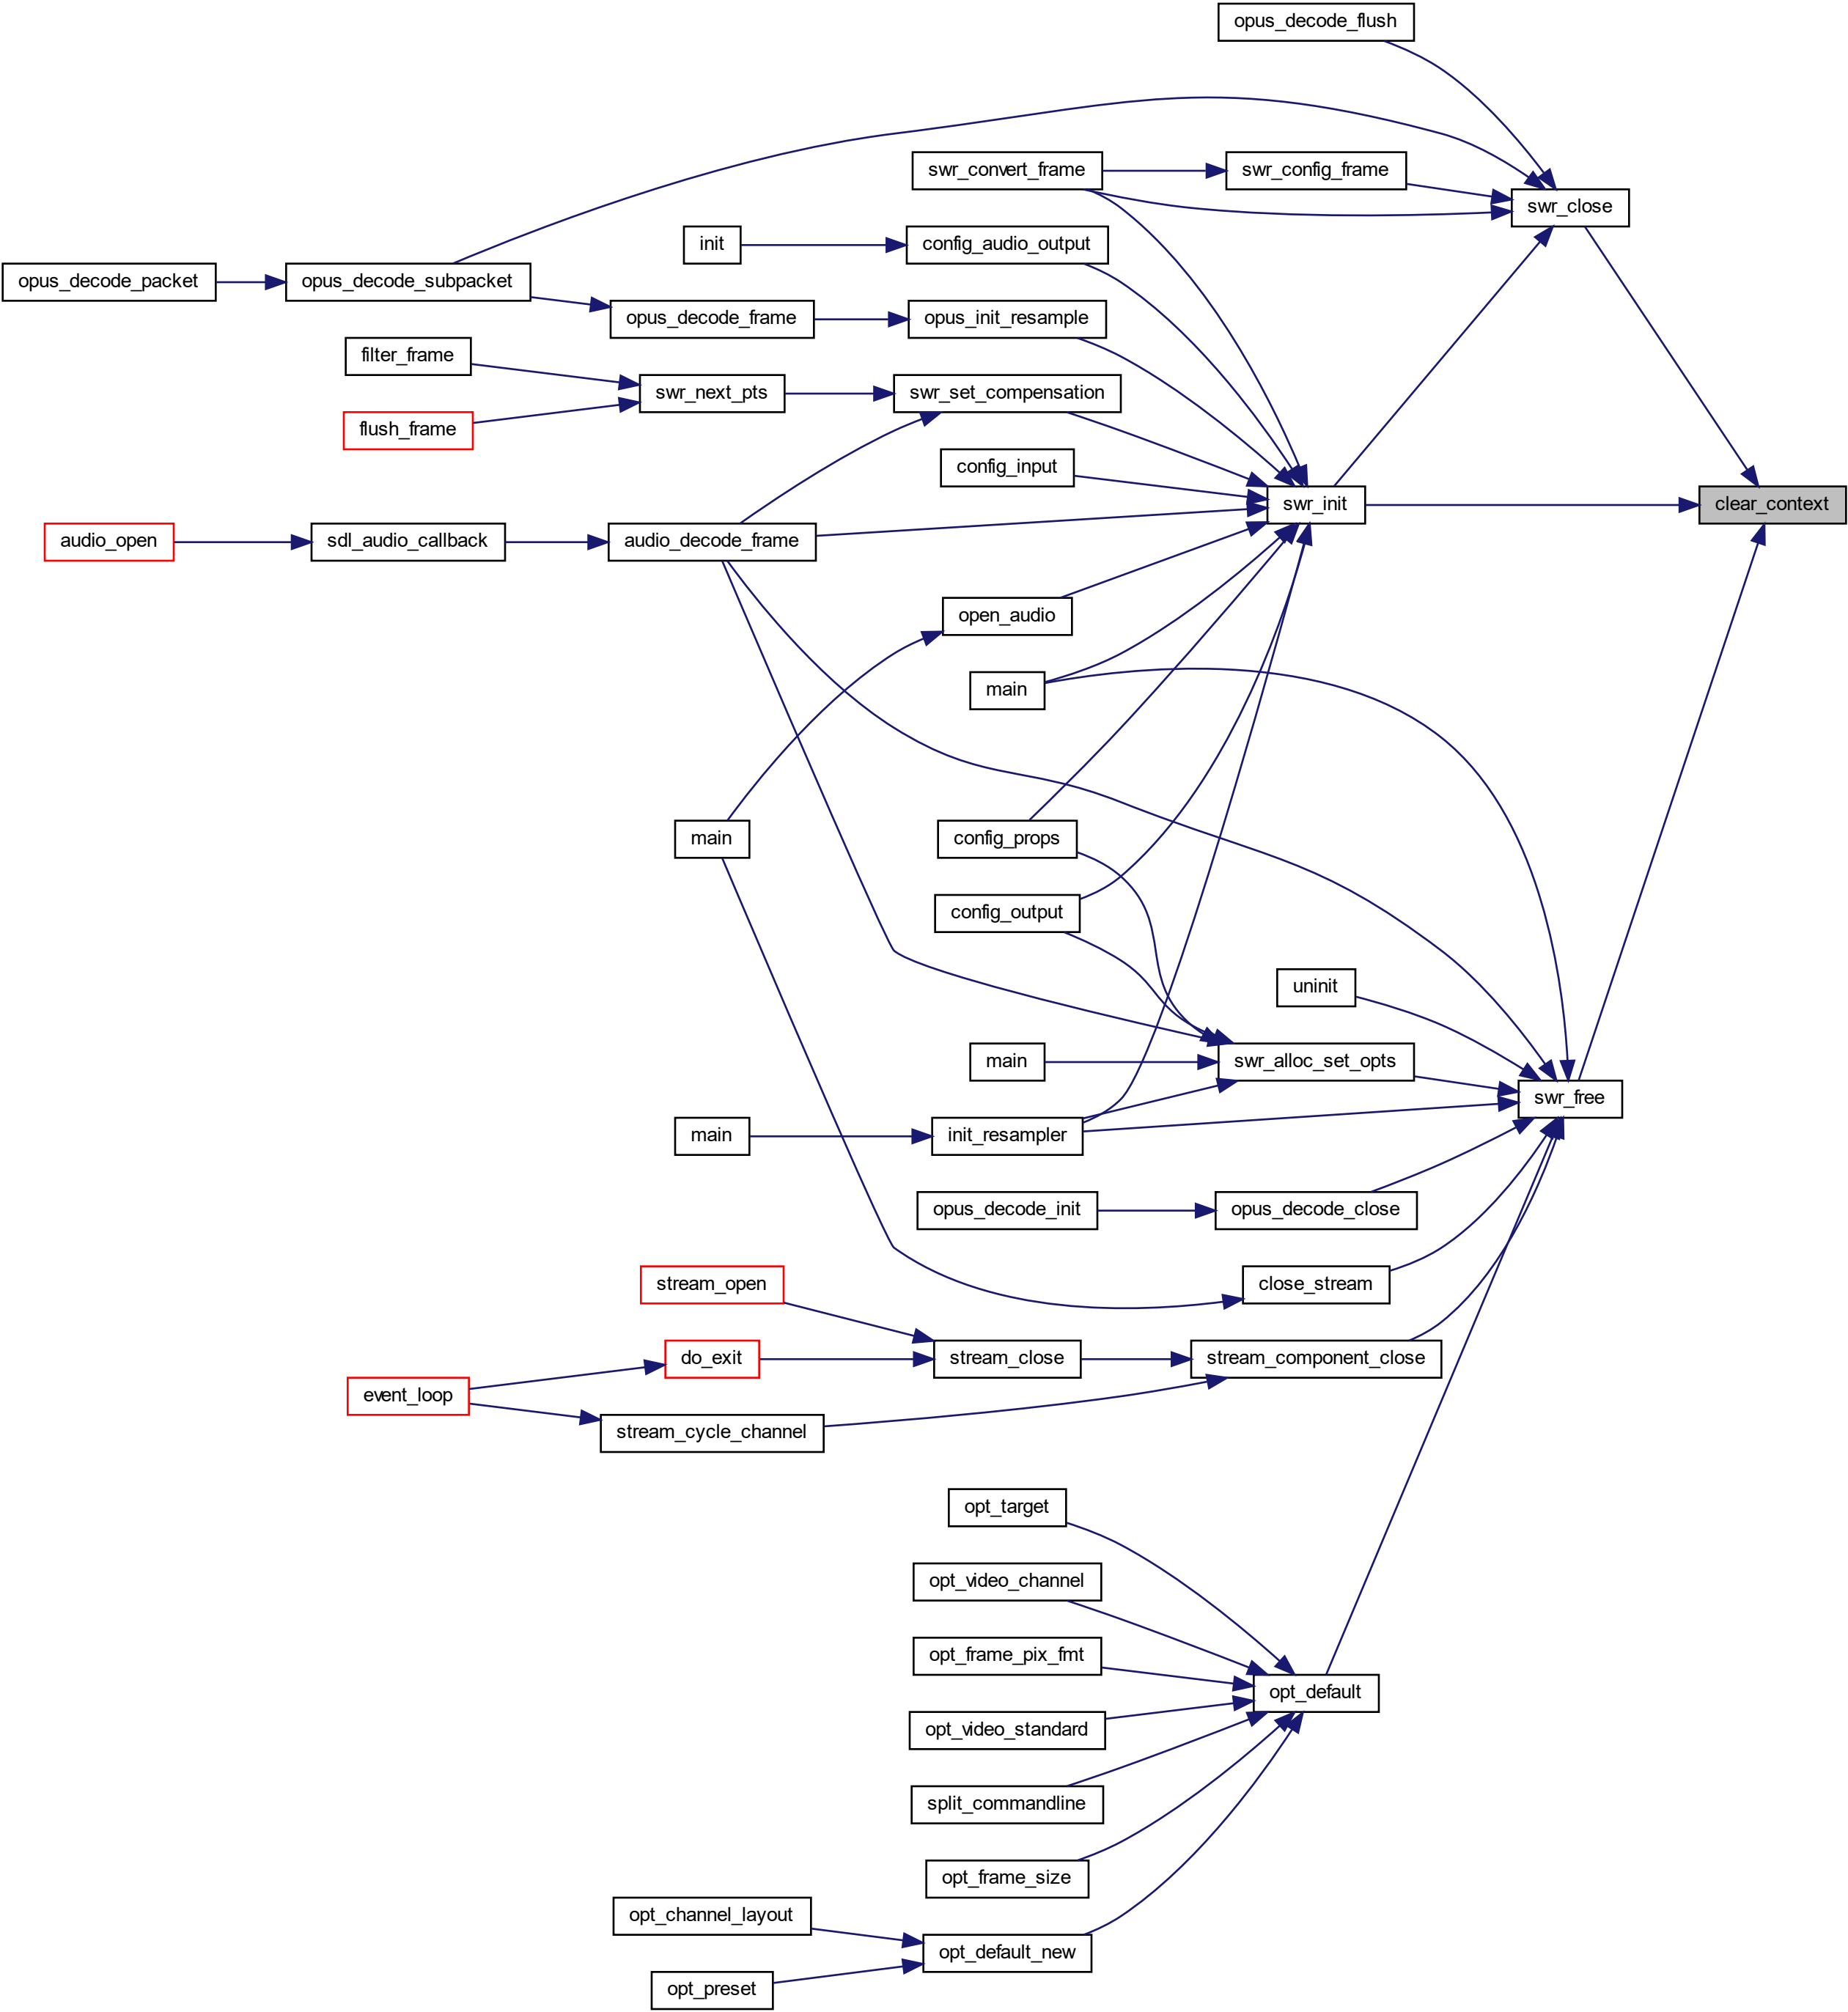 opus_decode_flush
swr_convert_frame
swr_config_frame
swr_close
init
config_audio_output
opus_decode_packet
opus_decode_subpacket
opus_decode_frame
opus_init_resample
filter_frame
swr_next_pts
swr_set_compensation
flush_frame
config_input
swr_init
clear_context
audio_open
sdl_audio_callback
audio_decode_frame
open_audio
main
main
config_props
config_output
uninit
main
swr_alloc_set_opts
swr_free
main
init_resampler
opus_decode_init
opus_decode_close
stream_open
close_stream
do_exit
stream_close
stream_component_close
event_loop
stream_cycle_channel
opt_target
opt_video_channel
opt_frame_pix_fmt
opt_default
opt_video_standard
split_commandline
opt_frame_size
opt_channel_layout
opt_default_new
opt_preset